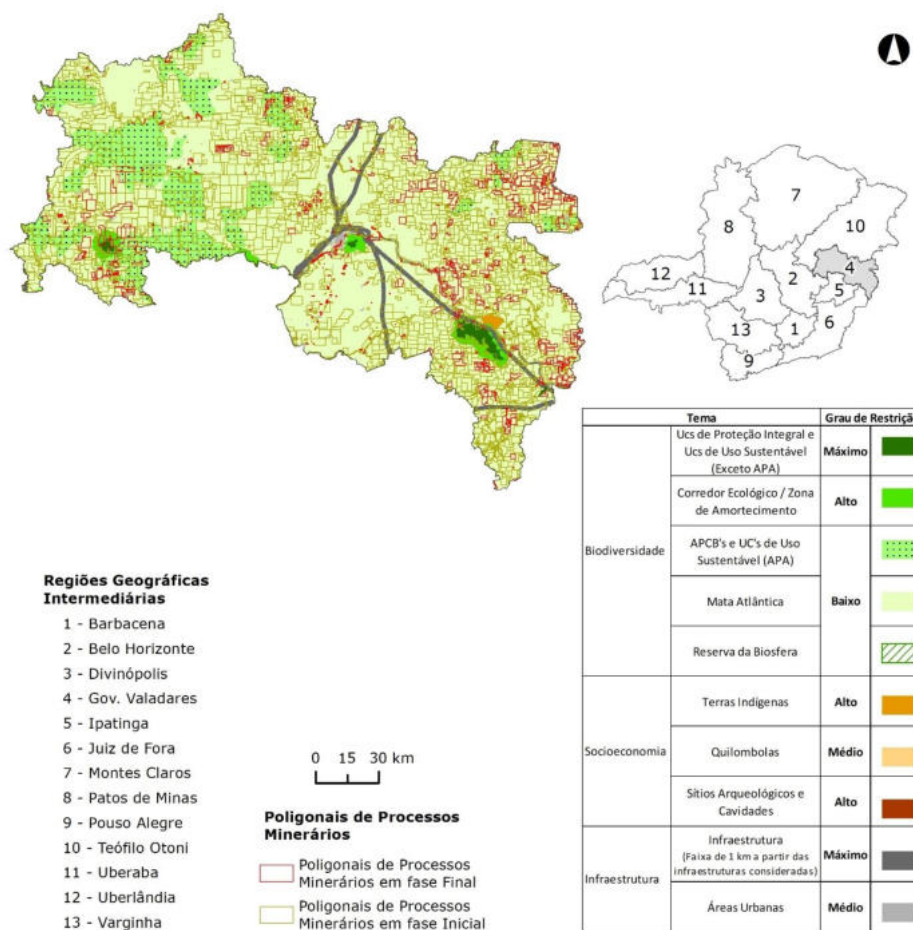 7
8
10
12
11
3
2
4
5
6
13
1
9
Tema Grau de Restriçã
Biodiversidade
Ucs de Proteção Integral e
Ucs de Uso Sustentável
(Exceto APA)
Máximo
Corredor Ecológico / Zona
de Amortecimento
Alto
APCB's e UC's de Uso
Sustentável (APA)
Mata Atlântica
Baixo
Reserva da Biosfera
Socioeconomia
Terras Indígenas
Alto
Quilombolas
Médio
Sítios Arqueológicos e
Cavidades
Alto
Infraestrutura
Infraestrutura
(Faixa de 1 km a partir das
infraestruturas consideradas)
Máximo
Áreas Urbanas
Médio
Regiões Geográficas
Intermediárias
1 - Barbacena
2 - Belo Horizonte
3 - Divinópolis
4 - Gov. Valadares
5 - Ipatinga
6 - Juiz de Fora
7 - Montes Claros
8 - Patos de Minas
9 - Pouso Alegre
10 - Teófilo Otoni
11 - Uberaba
12 - Uberlândia
13 - Varginha
0 15 30 km
Poligonais de Processos
Minerários
Poligonais de Processos
Minerários em fase Final
Poligonais de Processos
Minerários em fase Inicial